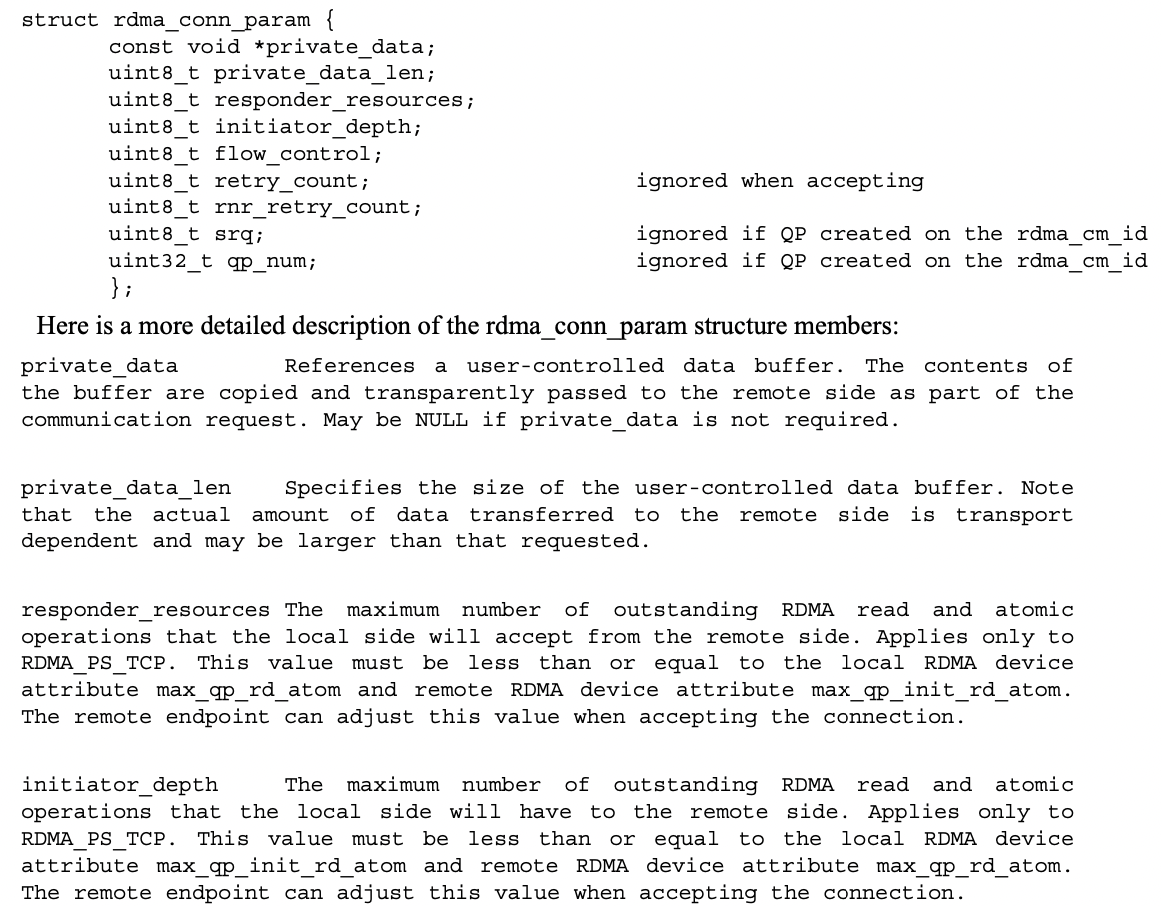 struct rdma_conn_param {
const void *private_data;
uint8_t private_data_len;
uint8_t responder_resources;
uint8_t initiator_depth;
uint8_t flow_control;
uint8_t retry_count; ignored when accepting
uint8_t rnr_retry_count;
uint8_t srq; ignored if QP created on the rdma_cm_id
uint32_t qp_num; ignored if QP created on the rdma_cm_id
};
Here is a more detailed description of the rdma_conn_param structure members:
private_data References a user-controlled data buffer. The contents of
the buffer are copied and transparently passed to the remote side as part of the
communication request. May be NULL if private_data is not required.
private_data_len Specifies the size of the user-controlled data buffer. Note
that the actual amount of data transferred to the remote side is transport
dependent and may be larger than that requested.
responder_resources The maximum number of outstanding RDMA read and atomic
operations that the local side will accept from the remote side. Applies only to
RDMA_PS_TCP. This value must be less than or equal to the local RDMA device
attribute max_qp_rd_atom and remote RDMA device attribute max_qp_init_rd_atom.
The remote endpoint can adjust this value when accepting the connection.
initiator_depth The maximum number of outstanding RDMA read and atomic
operations that the local side will have to the remote side. Applies only to
RDMA_PS_TCP. This value must be less than or equal to the local RDMA device
attribute max_qp_init_rd_atom and remote RDMA device attribute max_qp_rd_atom.
The remote endpoint can adjust this value when accepting the connection.